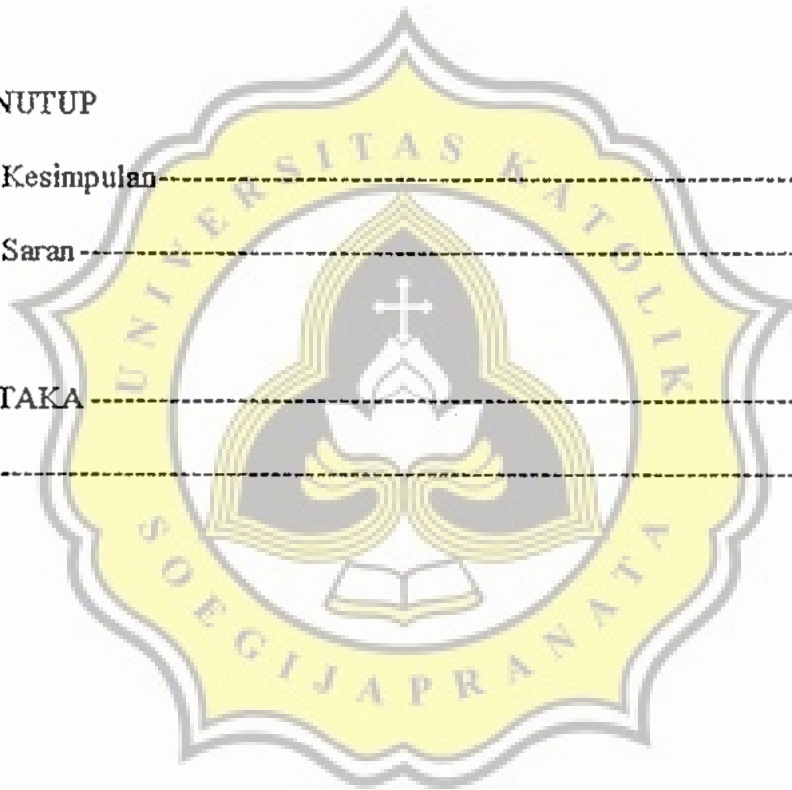 NUTUP
Kesimpulan
Saran
TAKA
UNIVERSITAS KATOLIK
SOEGIJAPRANATA